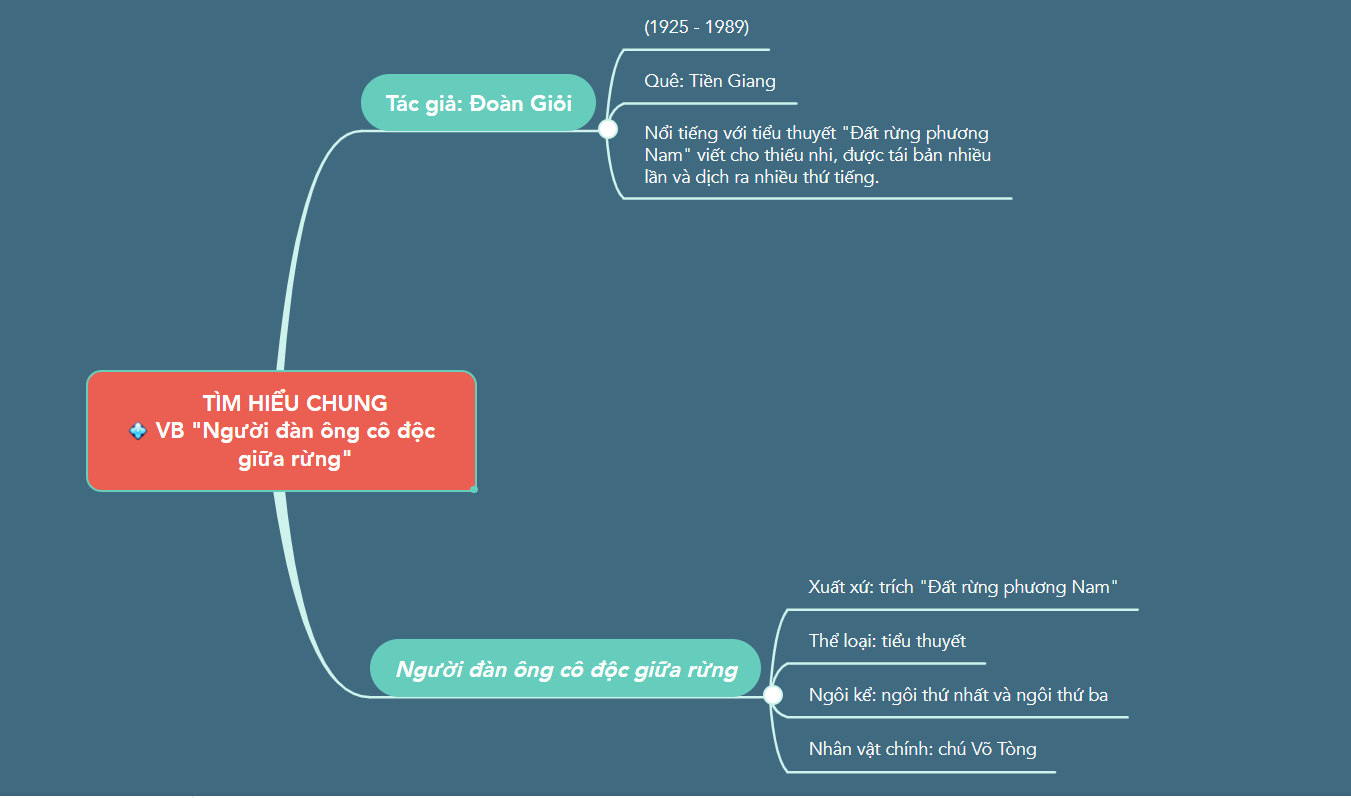 (1925 - 1989)
Quê: Tiền Giang
Tác giả: Đoàn Giỏi
Nổi tiếng với tiểu thuyết "Đất rừng phương
Nam" viết cho thiếu nhi, được tái bản nhiều
lần và dịch ra nhiều thứ tiếng.
TÌM HIỂU CHUNG
VB "Người đàn ông cô độc
giữa rừng"
Xuất xứ: trích "Đất rừng phương Nam"
Thể loại: tiểu thuyết
Người đàn ông cô độc giữa rừng
Ngôi kể: ngôi thứ nhất và ngôi thứ ba
Nhân vật chính: chú Võ Tòng